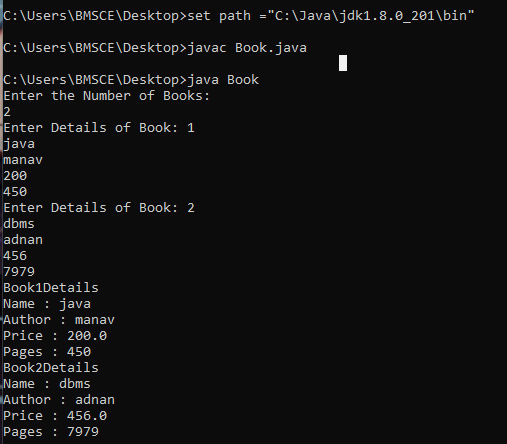 C:\Users\BMSCE\Desktop>set path ="C:\Java\jdk1.8.0_201\bin"
C:\Users\BMSCE\Desktop>javac Book.java
C:\Users\BMSCE\Desktop>java Book
Enter the Number of Books:
2
Enter Details of Book: 1
java
manav
200
450
Enter Details of Book: 2
dbms
adnan
456
7979
Book1Details
Name : java
Author : manav
Price : 200.0
Pages : 450
Book2Details
Name : dbms
Author : adnan
Price : 456.0
Pages : 7979